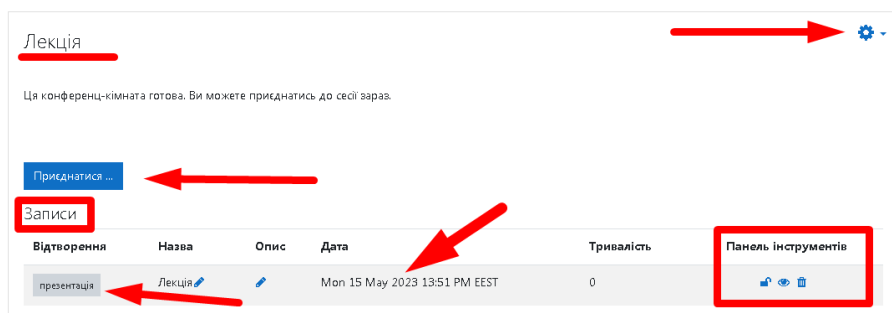 Лекція
Ця конференц-кімната готова. Ви можете приєднатись до сесії зараз.
Приєднатися ...
Записи
Відтворення Назва Опис Дата Тривалість Панель інструментів
презентація Лекція Mon 15 May 2023 13:51 PM EEST 0